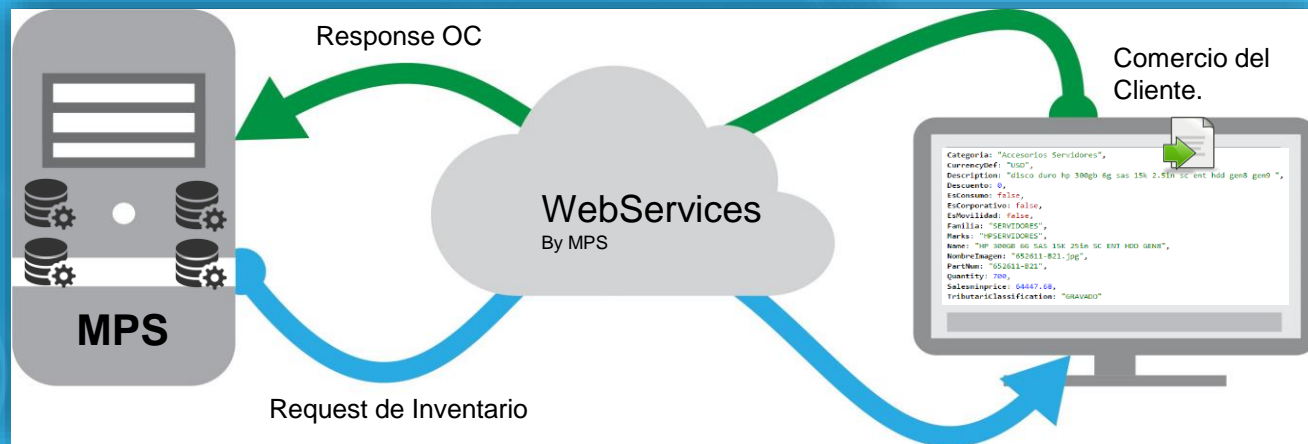 Response OC
Comercio del
Cliente.
Categoria: "Accesorios Servidores",
CurrencyDef: "USD",
Description: "disco duro hp 300gb 6g sas 15k 2.5in sc ent hdd gen8 gen9 ",
Descuento: 0,
EsConsumo: false,
EsCorporativo: false,
EsMovilidad: false,
Familia: "SERVIDORES",
Marks: "HPSERVIDORES",
Name: "HP 300GB 6G SAS 15K 25in SC ENT HDD GEN8",
NombreImagen: "652611-B21.jpg",
PartNum: "652611-B21",
Quantity: 700,
Salesminprice: 64447.68,
TributariClassification: "GRAVADO"
WebServices
By MPS
MPS
Request de Inventario